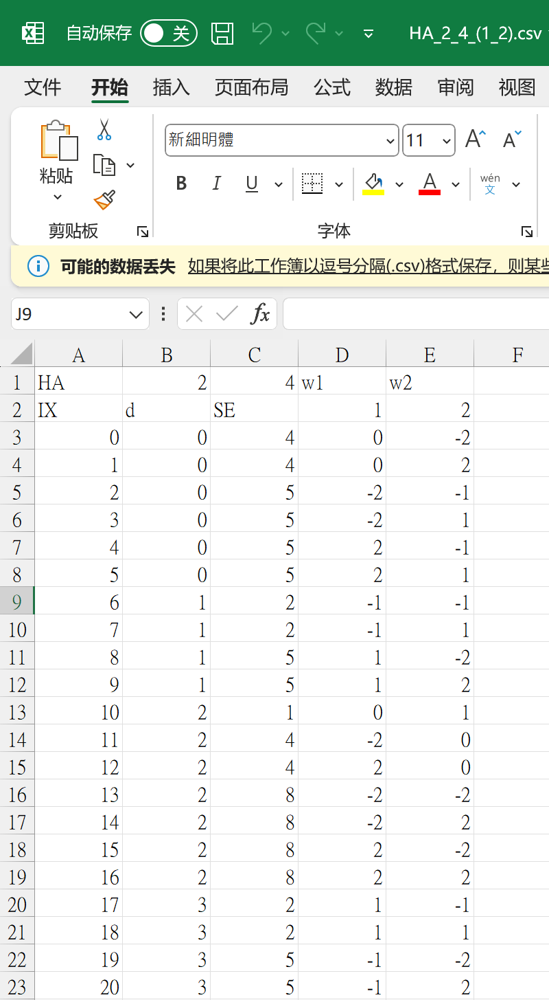 自动保存 关 HA_2_4_(1_2).csv
文件 开始 插入 页面布局 公式 数据 审阅 视图
新細明體 11 A A
粘贴
B I U A wén 文
剪贴板 字体
可能的数据丢失 如果将此工作簿以逗号分隔(.csv)格式保存，则某些
J9 fx
A B C D E F
1 HA 2 4 w1 w2
2 IX d SE 1 2
3 0 0 4 0 -2
4 1 0 4 0 2
5 2 0 5 -2 -1
6 3 0 5 -2 1
7 4 0 5 2 -1
8 5 0 5 2 1
9 6 1 2 -1 -1
10 7 1 2 -1 1
11 8 1 5 1 -2
12 9 1 5 1 2
13 10 2 1 0 1
14 11 2 4 -2 0
15 12 2 4 2 0
16 13 2 8 -2 -2
17 14 2 8 -2 2
18 15 2 8 2 -2
19 16 2 8 2 2
20 17 3 2 1 -1
21 18 3 2 1 1
22 19 3 5 -1 -2
23 20 3 5 -1 2